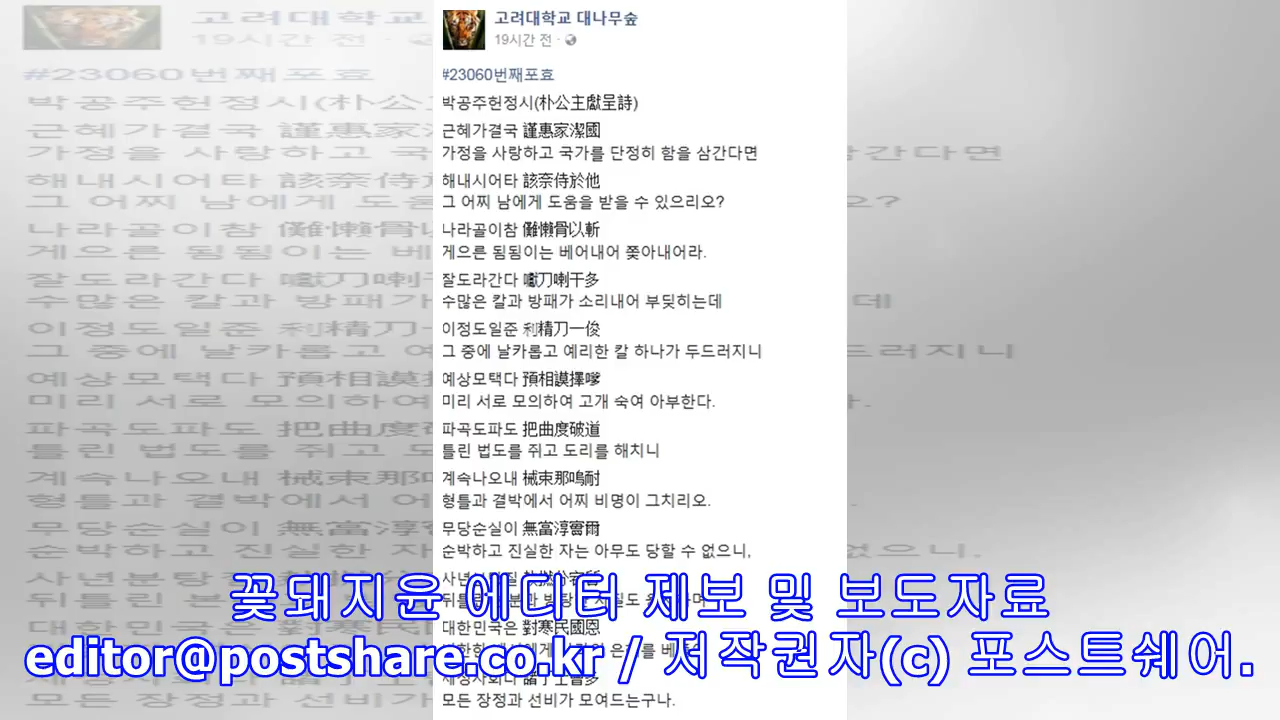 고려대학교 대나무숲
19시간 전
#23060번째포효
박공주헌정시(朴公主獻呈詩)
근혜가결국 謹惠家潔國
가정을 사랑하고 국가를 단정히 함을 삼간다면
해내시어타 該奈侍於他
그 어찌 남에게 도움을 받을 수 있으리오?
나라골이참 儺懶骨以斬
게으른 됨됨이는 베어내어 쫓아내어라.
잘도라간다 囐刀喇干多
수많은 칼과 방패가 소리내어 부딪히는데
이정도일준 利精刀一俊
그 중에 날카롭고 예리한 칼 하나가 두드러지니
예상모택다 預相謨擇嗲
미리 서로 모의하여 고개 숙여 아부한다.
파곡도파도 把曲度破道
틀린 법도를 쥐고 도리를 해치니
계속나오내 械束那嗚耐
형틀과 결박에서 어찌 비명이 그치리오.
무당순실이 無當淳實爾
순박하고 진실한 자는 아무도 당할 수 없으니,
대한민국은 對寒民國恩
모든 장정과 선비가 모여드는구나.
꽃돼지윤 에디터 제보 및 보도자료
editor@postshare.co.kr / 저작권자(c) 포스트쉐어.